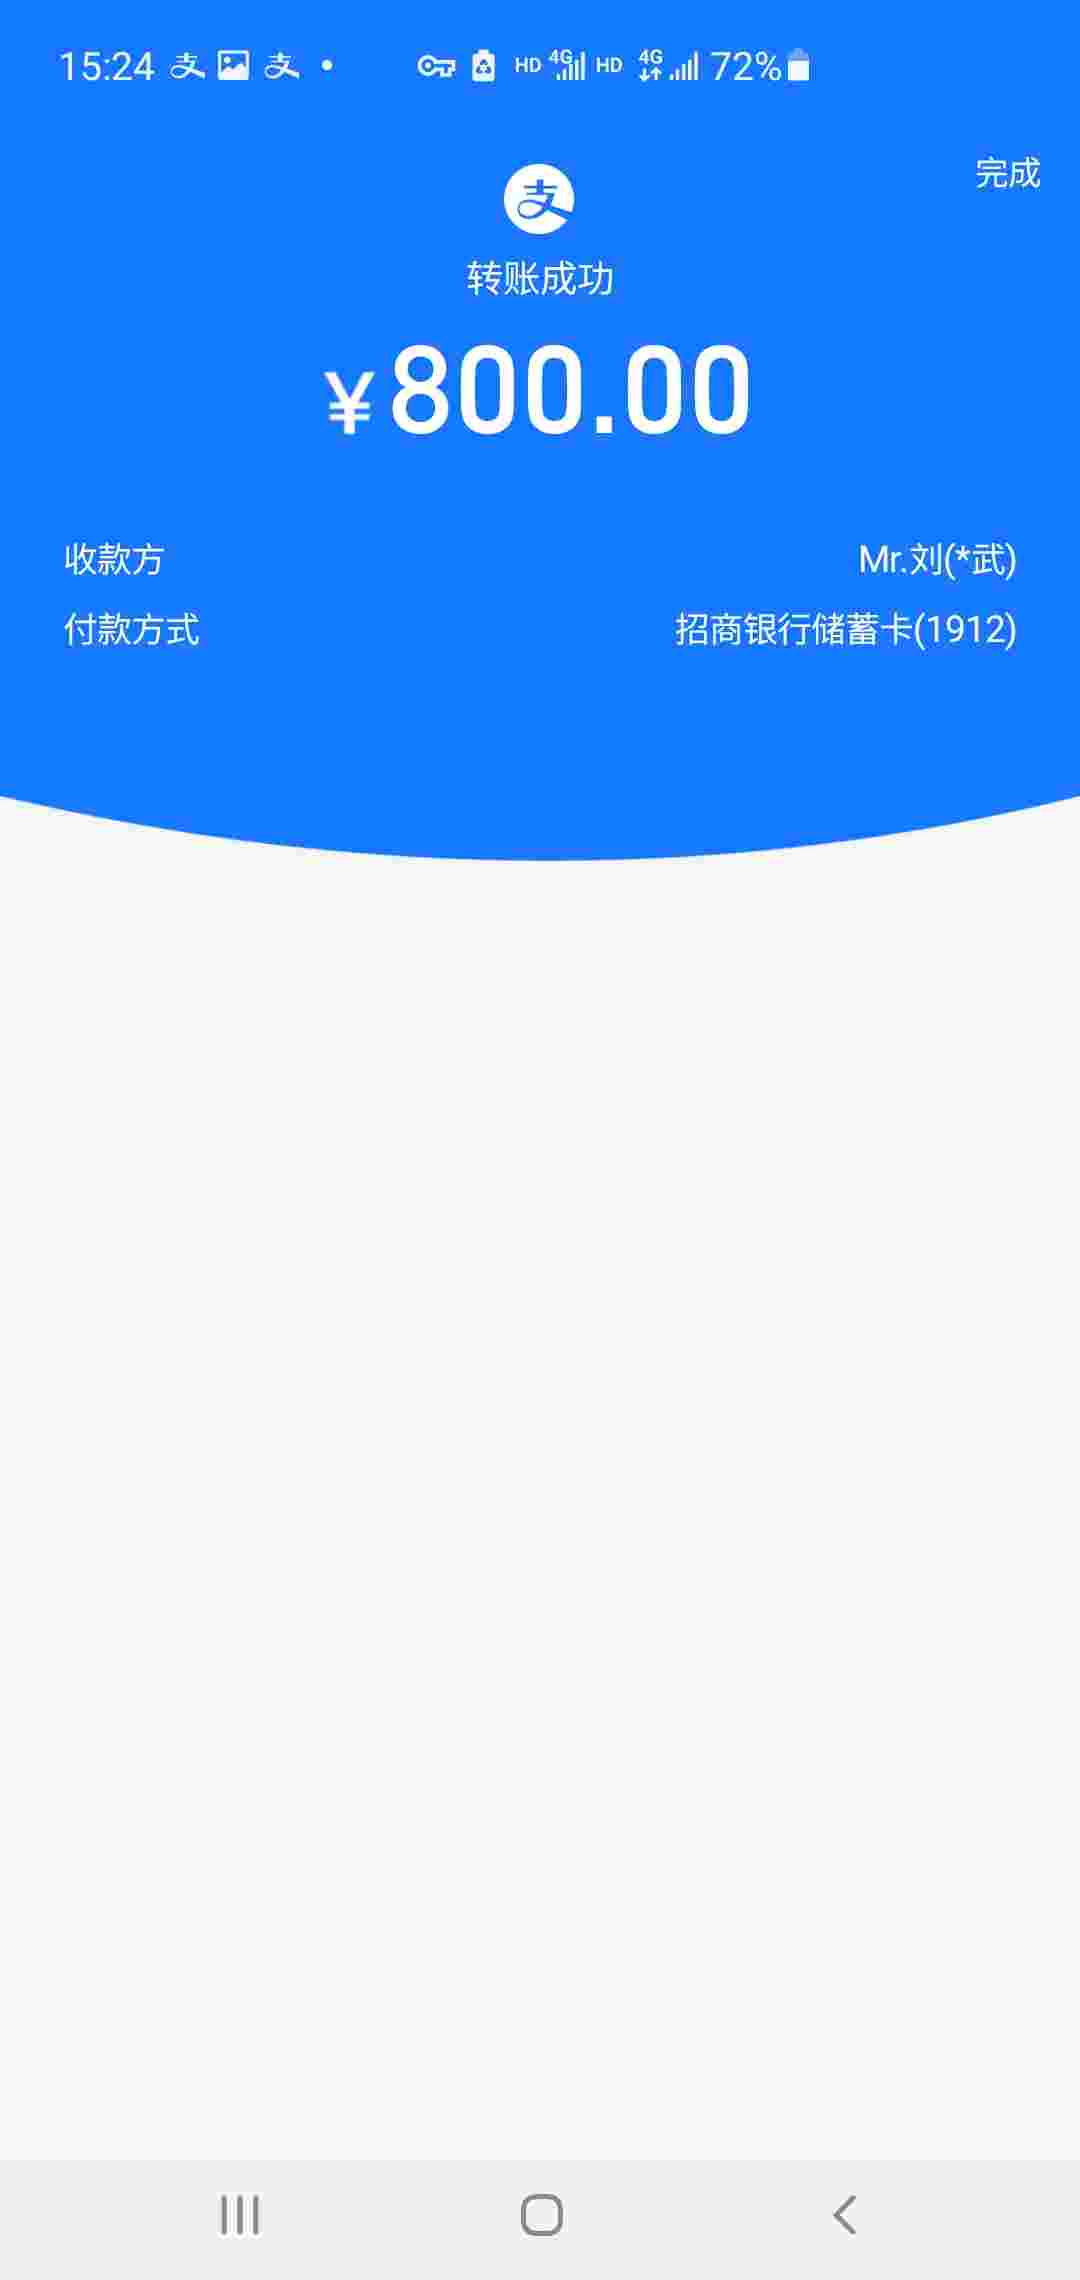 15:24 支 支 HD 4G HD 4G 72%
完成
支
转账成功
¥800.00
收款方 Mr.刘(*武)
付款方式 招商银行储蓄卡(1912)